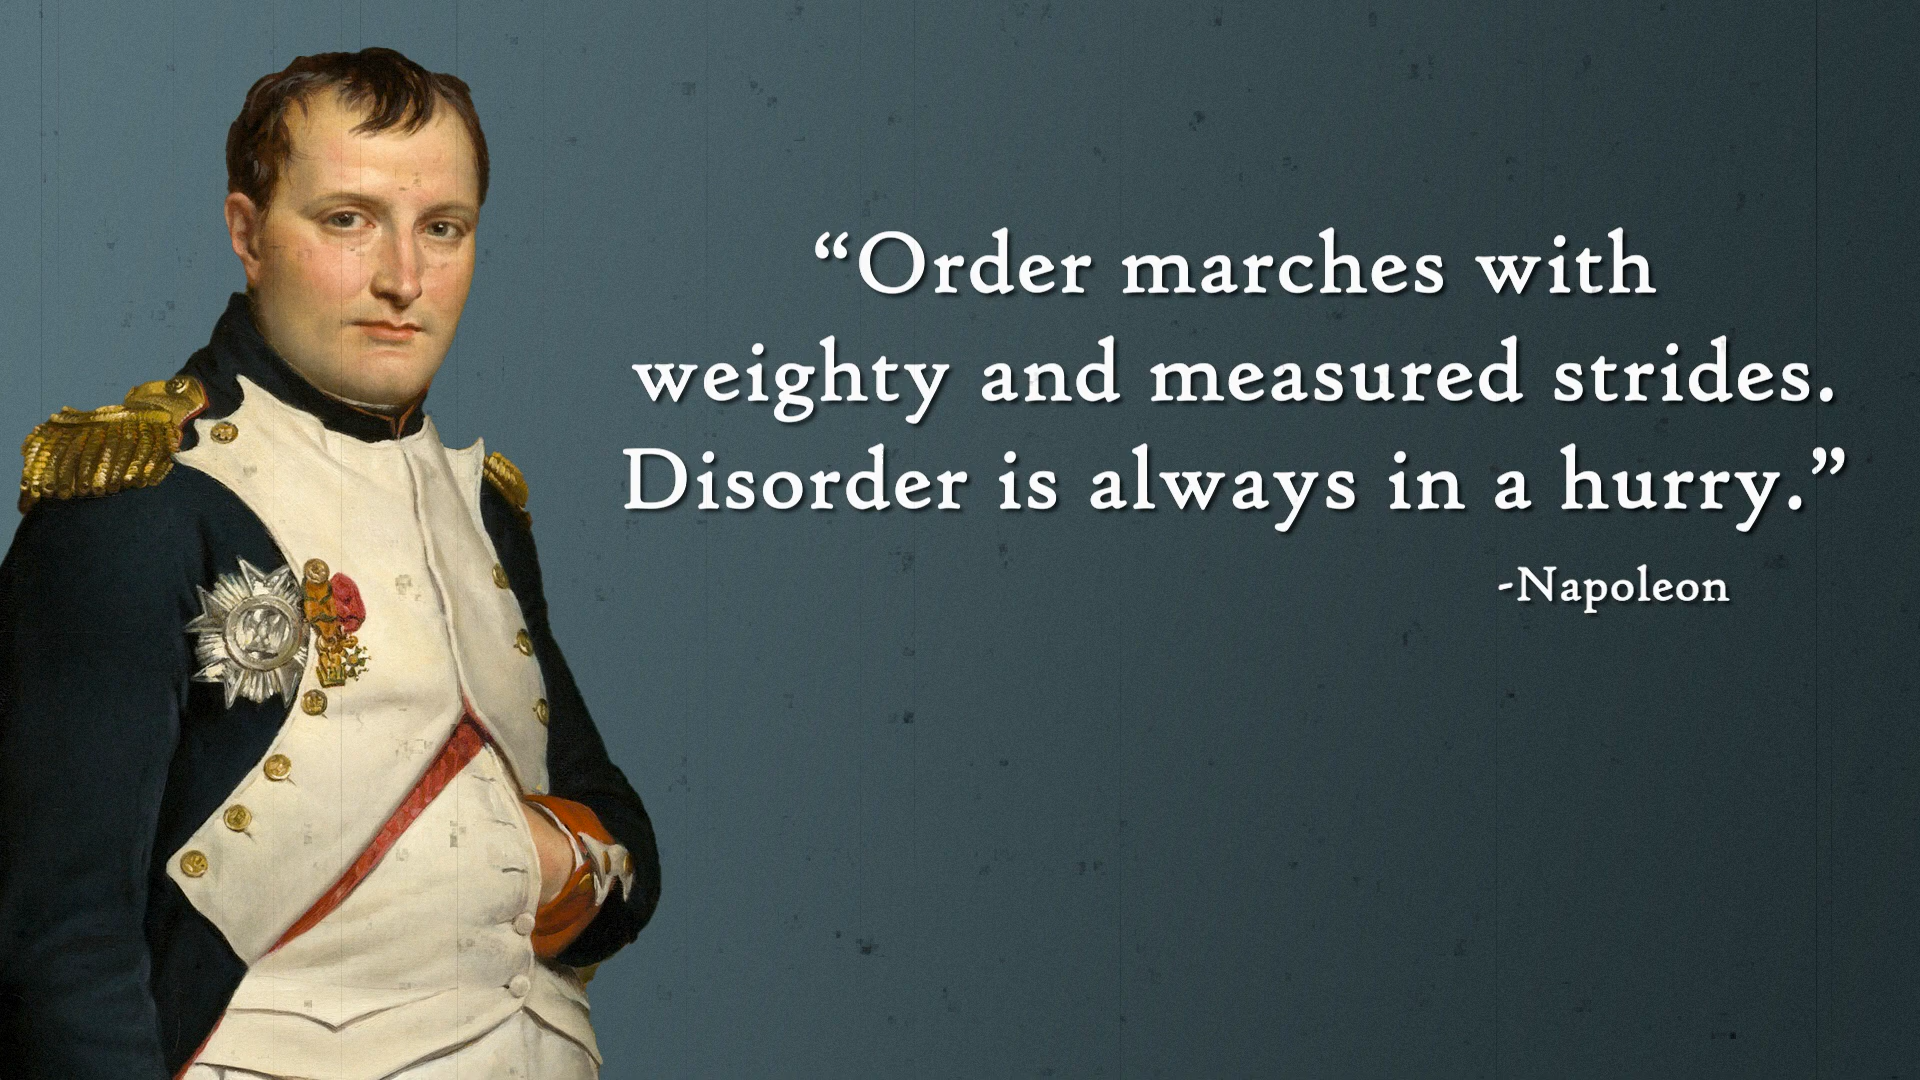 “Order marches with
weighty and measured strides.
Disorder is always in a hurry.”
-Napoleon